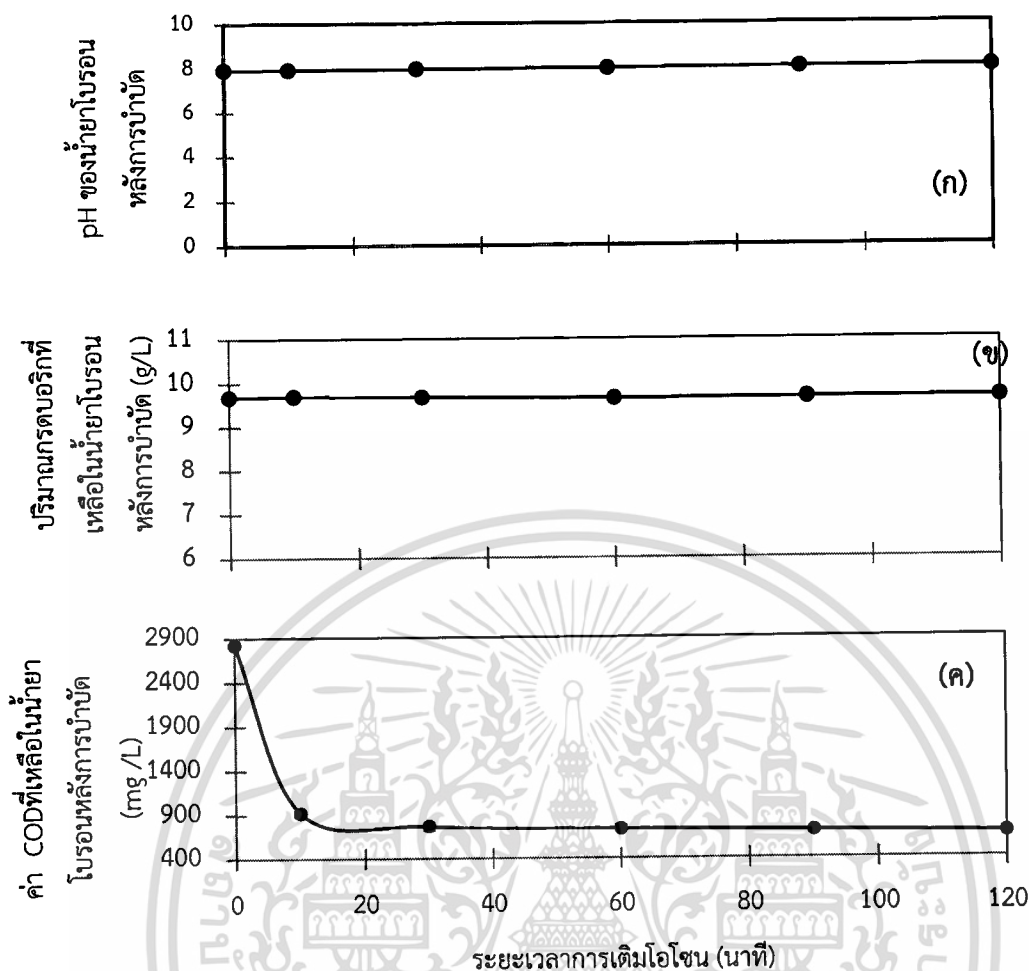 pH ของน้ำยาโบรอน
หลังการบำบัด
10
8
6
4
2
0
(ก)
ปริมาณกรดบอริกที่
เหลือในน้ำยาโบรอน
หลังการบำบัด (g/L)
11
10
9
8
7
6
(ข)
ค่า CODที่เหลือในน้ำยา
โบรอนหลังการบำบัด
(mg /L)
2900
2400
1900
1400
900
400
(ค)
0 20 40 60 80 100 120
ระยะเวลาการเติมโอโซน (นาที)